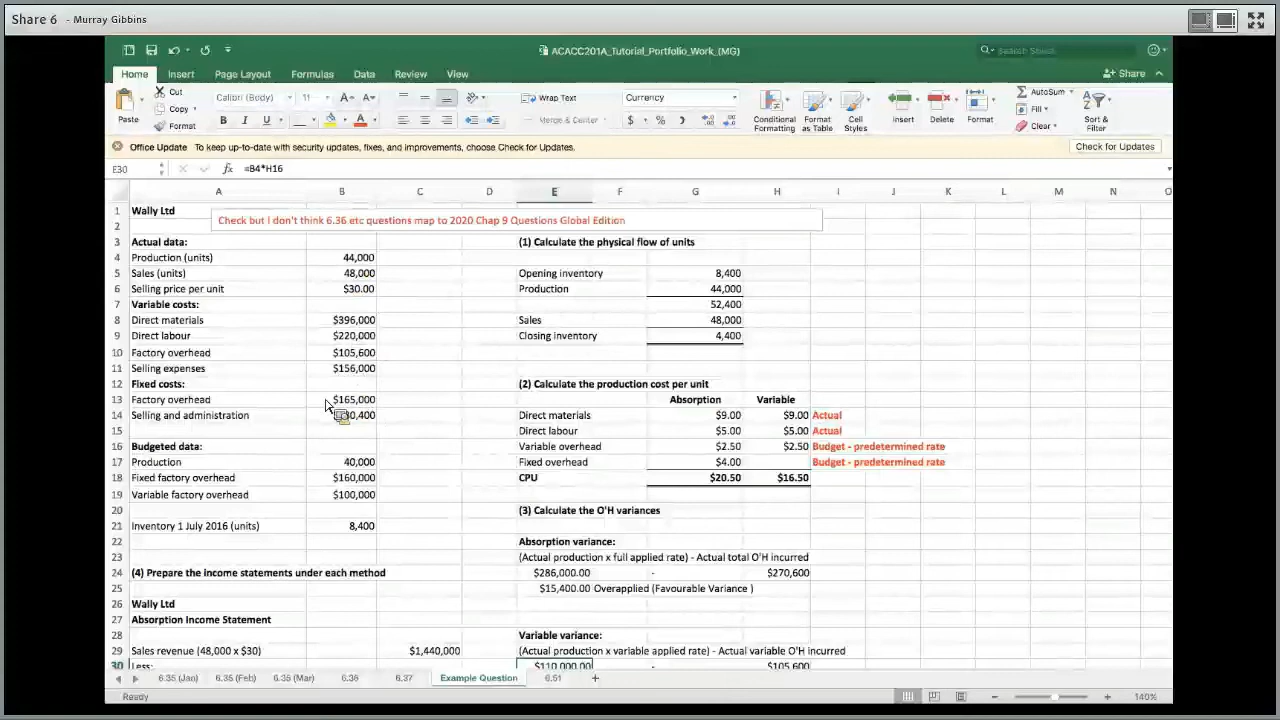 Share 6 - Murray Gibbins
ACACC201A_Tutorial_Portfolio_Work_(MG)
Search Sheet
Home Insert Page Layout Formulas Data Review View
Share
Cut
Copy
Format
Paste
Calibri (Body) 11
Wrap Text
Merge & Center
Currency
Conditional Formatting
Format as Table
Cell Styles
Insert
Delete
Format
AutoSum
Fill
Clear
Sort & Filter
Office Update To keep up-to-date with security updates, fixes, and improvements, choose Check for Updates.
Check for Updates
E30 fx =B4*H16
A B C D E F G H I J K L M N O
1 Wally Ltd
Check but I don't think 6.36 etc questions map to 2020 Chap 9 Questions Global Edition
2
3 Actual data: (1) Calculate the physical flow of units
4 Production (units) 44,000
5 Sales (units) 48,000 Opening inventory 8,400
6 Selling price per unit $30.00 Production 44,000
7 Variable costs: 52,400
8 Direct materials $396,000 Sales 48,000
9 Direct labour $220,000 Closing inventory 4,400
10 Factory overhead $105,600
11 Selling expenses $156,000
12 Fixed costs: (2) Calculate the production cost per unit
13 Factory overhead $165,000 Absorption Variable
14 Selling and administration 0,400 Direct materials $9.00 $9.00 Actual
15 Direct labour $5.00 $5.00 Actual
16 Budgeted data: Variable overhead $2.50 $2.50 Budget - predetermined rate
17 Production 40,000 Fixed overhead $4.00 Budget - predetermined rate
18 Fixed factory overhead $160,000 CPU $20.50 $16.50
19 Variable factory overhead $100,000
20 (3) Calculate the O'H variances
21 Inventory 1 July 2016 (units) 8,400
22 Absorption variance:
23 (Actual production x full applied rate) - Actual total O'H incurred
24 (4) Prepare the income statements under each method $286,000.00 - $270,600
25 $15,400.00 Overapplied (Favourable Variance )
26 Wally Ltd
27 Absorption Income Statement
28 Variable variance:
29 Sales revenue (48,000 x $30) $1,440,000 (Actual production x variable applied rate) - Actual variable O'H incurred
30 Less: $110,000.00 - $105,600
6.35 (Jan) 6.35 (Feb) 6.35 (Mar) 6.36 6.37 Example Question 6.51 +
Ready 140%